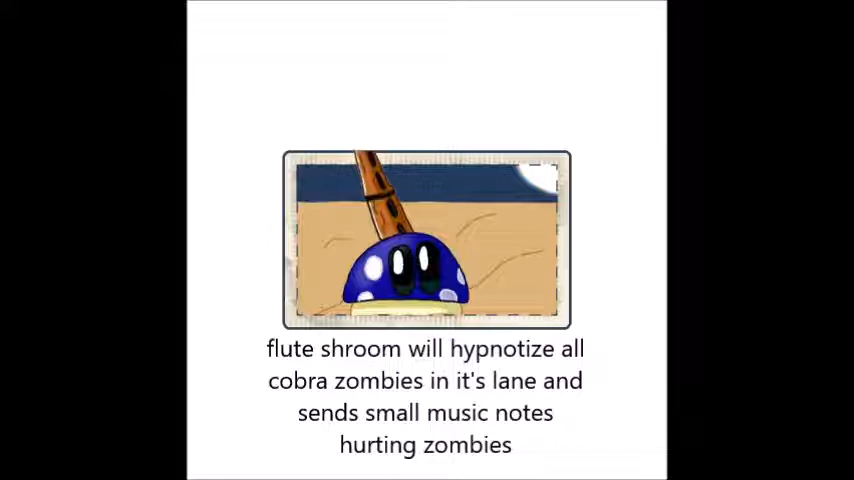 flute shroom will hypnotize all
cobra zombies in it's lane and
sends small music notes
hurting zombies